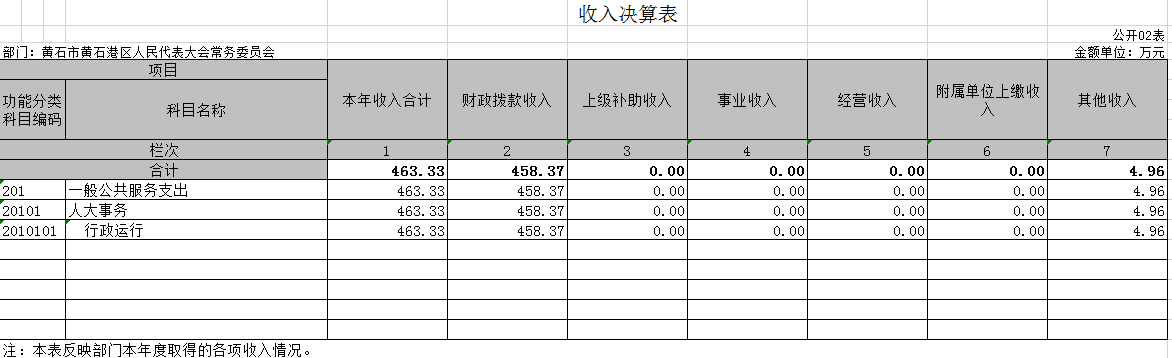 收入决算表
公开02表
部门：黄石市黄石港区人民代表大会常务委员会 金额单位：万元
项目 本年收入合计 财政拨款收入 上级补助收入 事业收入 经营收入 附属单位上缴收入 其他收入
功能分类科目编码 科目名称
栏次 1 2 3 4 5 6 7
合计 463.33 458.37 0.00 0.00 0.00 0.00 4.96
201 一般公共服务支出 463.33 458.37 0.00 0.00 0.00 0.00 4.96
20101 人大事务 463.33 458.37 0.00 0.00 0.00 0.00 4.96
2010101 行政运行 463.33 458.37 0.00 0.00 0.00 0.00 4.96
注：本表反映部门本年度取得的各项收入情况。